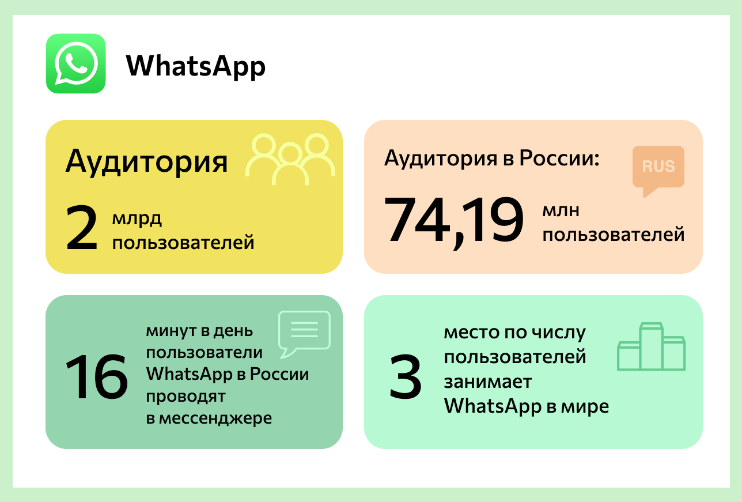 WhatsApp
Аудитория
2
млрд
пользователей
Аудитория в России:
RUS
74,19
млн
пользователей
16
минут в день
пользователи
WhatsApp в России
проводят
в мессенджере
3
место по числу
пользователей
занимает
WhatsApp в мире